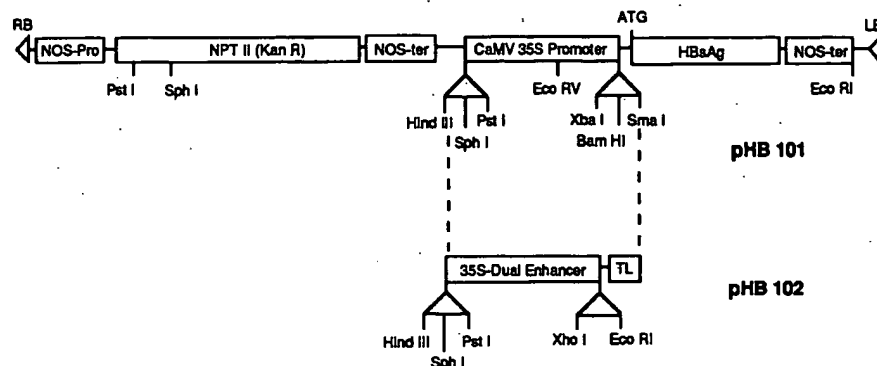 RB
ATG
LB
NOS-Pro
NPT II (Kan R)
NOS-ter
CaMV 35S Promoter
HBsAg
NOS-ter
Pst I
Sph I
Eco RV
Eco RI
Hind III
Pst I
Xba I
Sma I
Sph I
Bam HI
pHB 101
35S-Dual Enhancer
TL
pHB 102
Hind III
Pst I
Xho I
Eco RI
Sph I